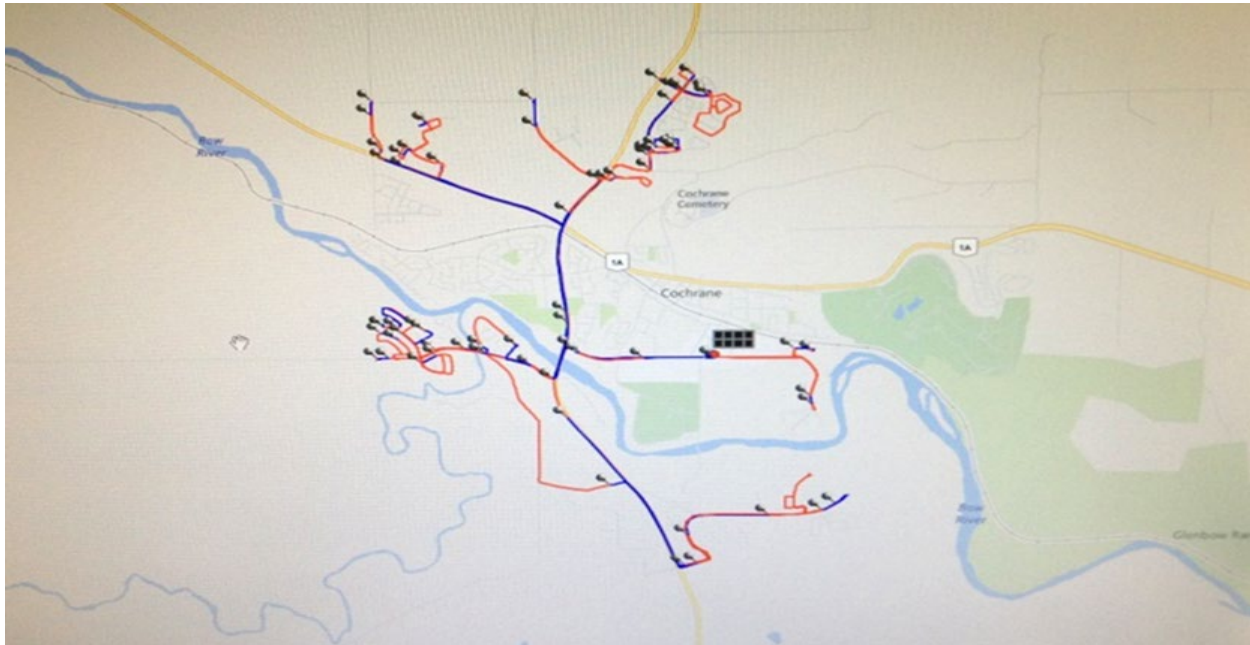 Bow
River
Cochrane
Cemetery
1A
1A
Cochrane
Bow
River
Glenbow Ra